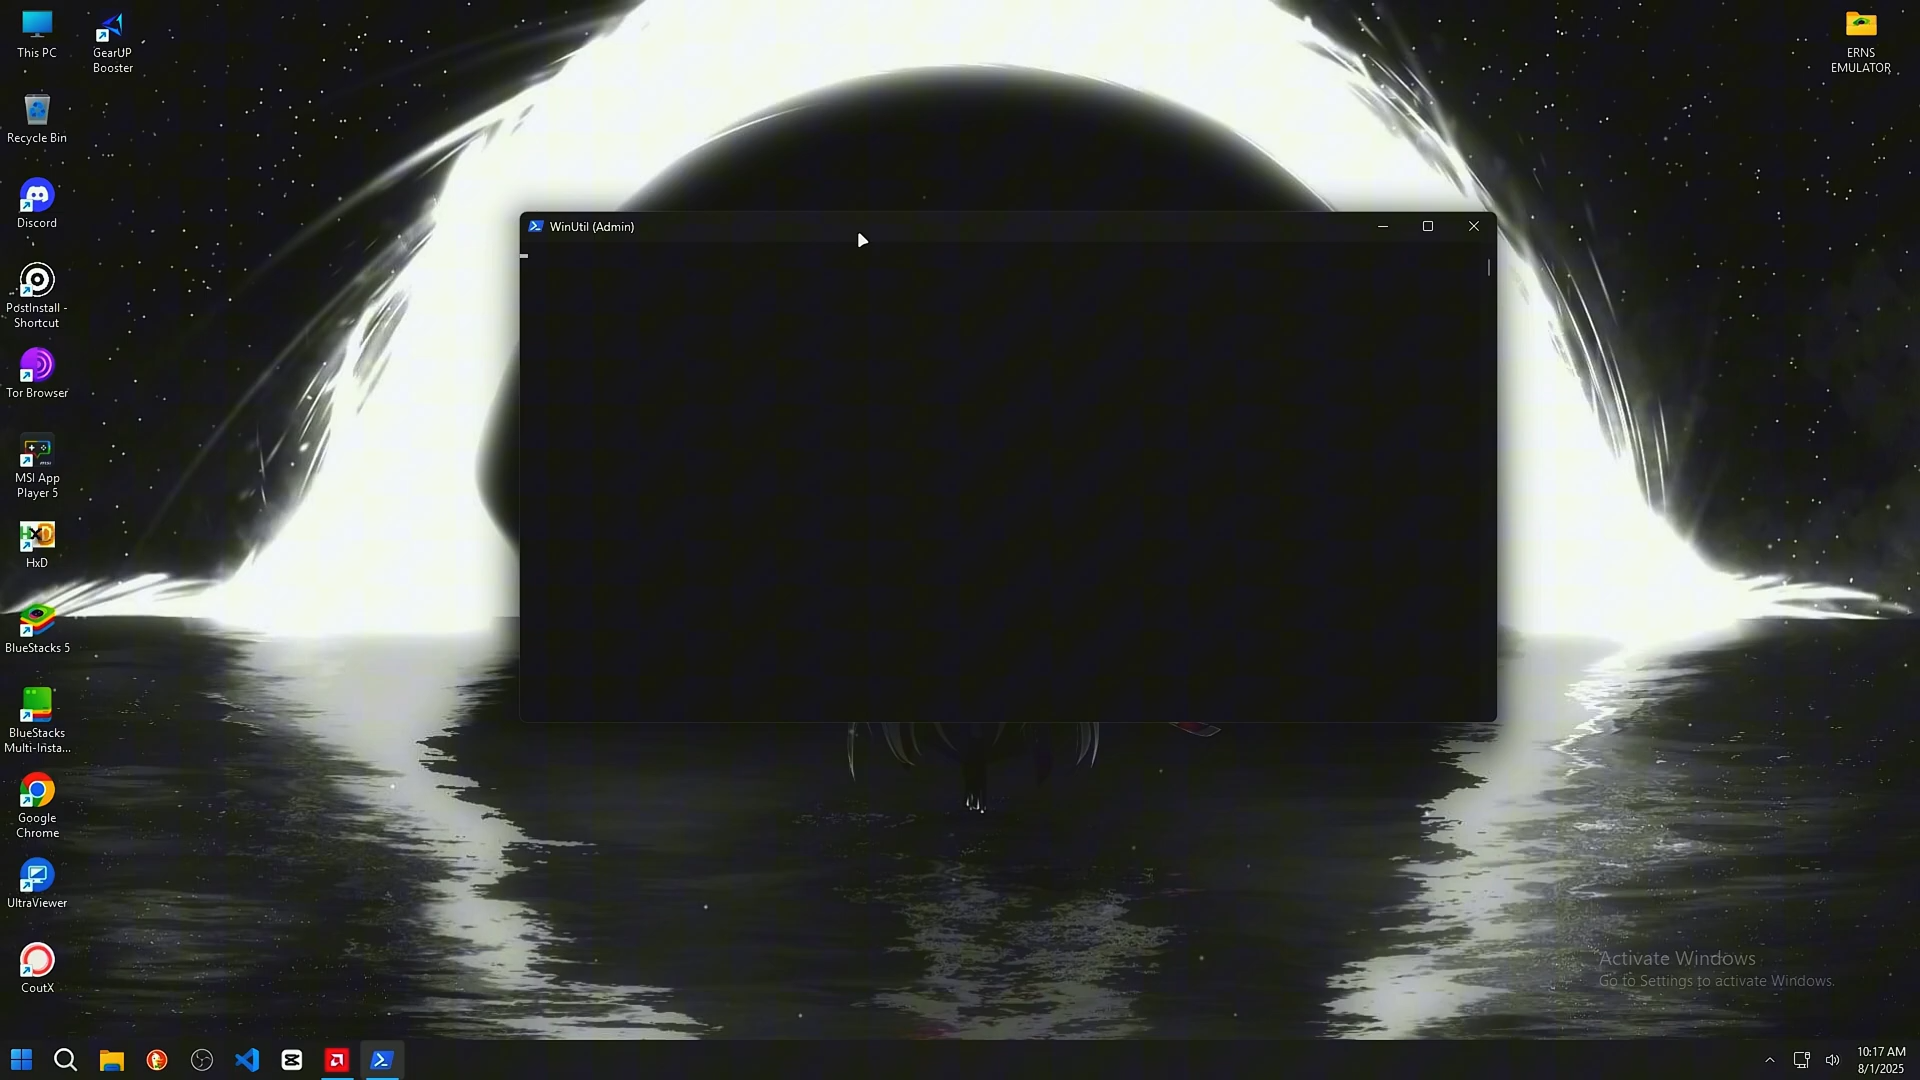 This PC
GearUP
Booster
ERNS
EMULATOR
Recycle Bin
Discord
WinUtil (Admin)
PostInstall -
Shortcut
Tor Browser
MSI App
Player 5
HxD
BlueStacks 5
BlueStacks
Multi-Insta...
Google
Chrome
UltraViewer
CoutX
Activate Windows
Go to Settings to activate Windows.
10:17 AM
8/1/2025